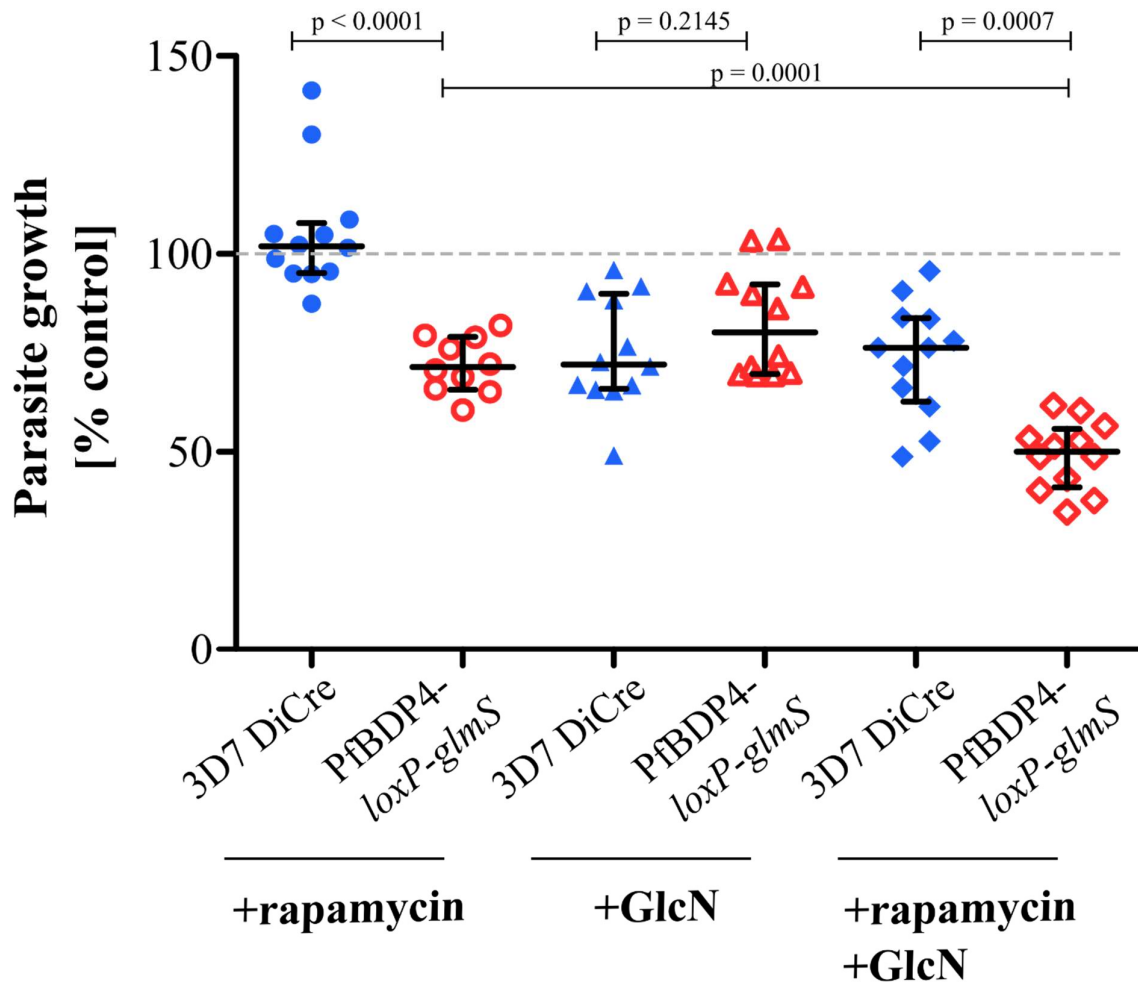 p < 0.0001
p = 0.2145
p = 0.0007
p = 0.0001
Parasite growth
[% control]
150
100
50
0
3D7 DiCre
PfBDP4-
loxP-glmS
3D7 DiCre
PfBDP4-
loxP-glmS
3D7 DiCre
PfBDP4-
loxP-glmS
+rapamycin
+GlcN
+rapamycin
+GlcN